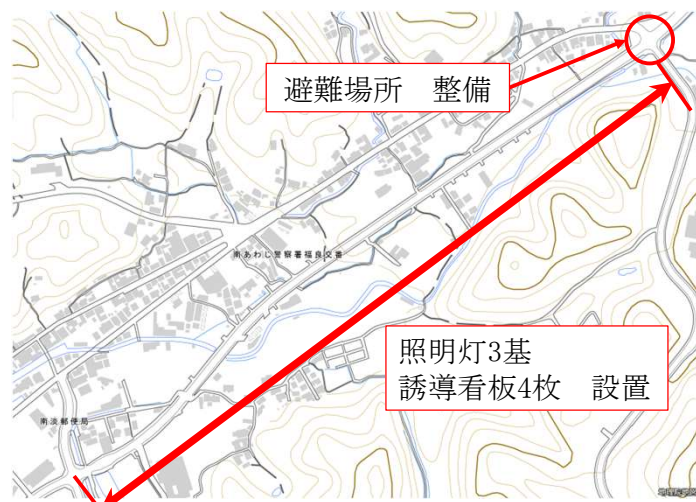 避難場所　整備
南あわじ警察署福良交番
照明灯3基
誘導看板4枚　設置
南淡郵便局